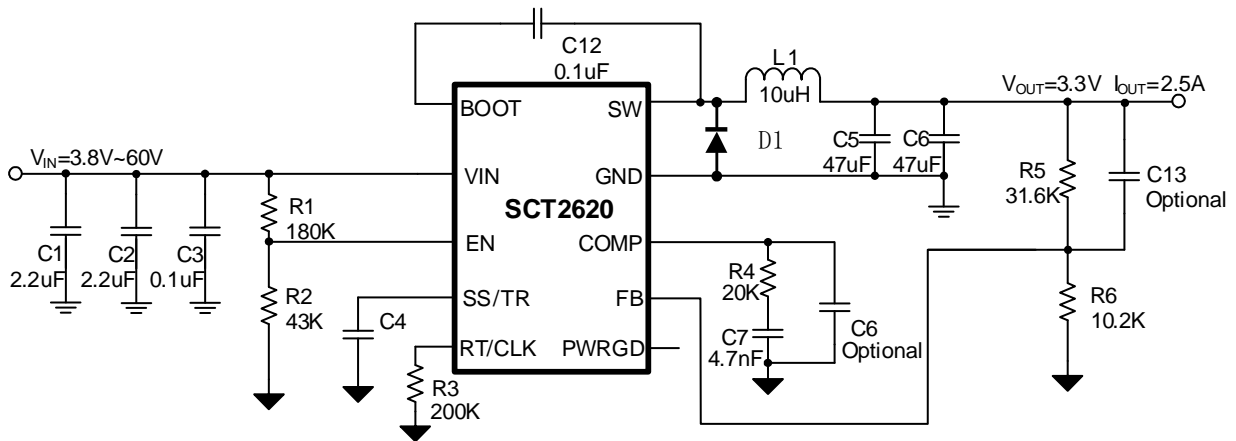 C12
0.1uF
L1
10uH
VOUT=3.3V IOUT=2.5A
BOOT
SW
D1
C5
47uF
C6
47uF
R5
31.6K
C13
Optional
VIN=3.8V~60V
VIN
GND
SCT2620
R1
180K
EN
COMP
C1
2.2uF
C2
2.2uF
C3
0.1uF
R4
20K
R2
43K
SS/TR
FB
C4
R6
10.2K
C7
4.7nF
C6
Optional
RT/CLK
PWRGD
R3
200K